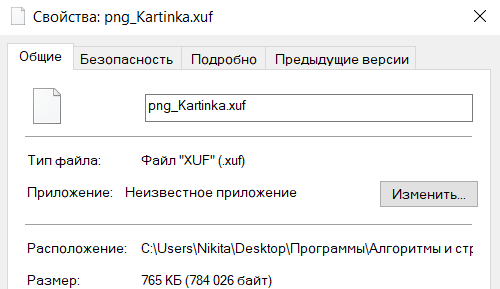 Свойства: png_Kartinka.xuf
Общие Безопасность Подробно Предыдущие версии
png_Kartinka.xuf
Тип файла: Файл "XUF" (.xuf)
Приложение: Неизвестное приложение Изменить...
Расположение: C:\Users\Nikita\Desktop\Программы\Алгоритмы и стр
Размер: 765 КБ (784 026 байт)